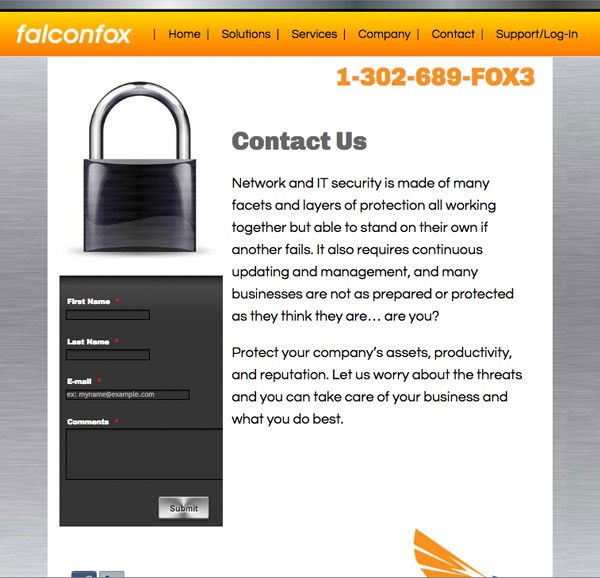 falconfox | Home | Solutions | Services | Company | Contact | Support/Log-In
1-302-689-FOX3
Contact Us
Network and IT security is made of many
facets and layers of protection all working
together but able to stand on their own if
another fails. It also requires continuous
updating and management, and many
businesses are not as prepared or protected
as they think they are… are you?
Protect your company's assets, productivity,
and reputation. Let us worry about the threats
and you can take care of your business and
what you do best.
First Name *
Last Name *
E-mail *
ex: myname@example.com
Comments *
Submit